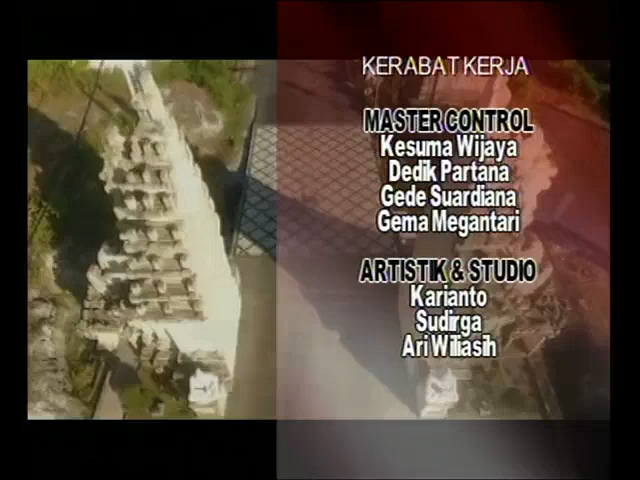 KERABAT KERJA
MASTER CONTROL
Kesuma Wijaya
Dedik Partana
Gede Suardiana
Gema Megantari
ARTISTIK & STUDIO
Karianto
Sudirga
Ari Wiliasih